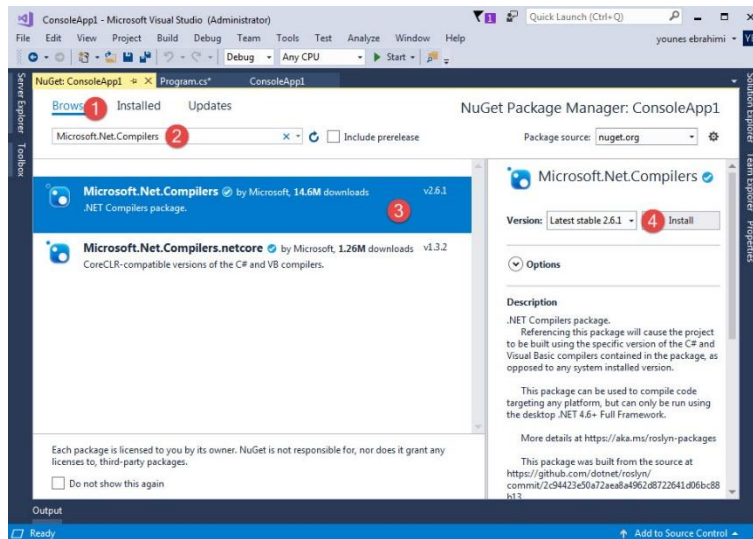 ConsoleApp1 - Microsoft Visual Studio (Administrator)
1
Quick Launch (Ctrl+Q)
File Edit View Project Build Debug Team Tools Test Analyze Window Help
younes ebrahimi
Debug Any CPU Start
NuGet: ConsoleApp1 Program.cs* ConsoleApp1
Server Explorer
Toolbox
Solution Explorer
Team Explorer
Properties
1 Installed Updates
NuGet Package Manager: ConsoleApp1
Microsoft.Net.Compilers 2
Include prerelease
Package source: nuget.org
Microsoft.Net.Compilers by Microsoft, 14.6M downloads v2.6.1
.NET Compilers package.
3
Microsoft.Net.Compilers.netcore by Microsoft, 1.26M downloads v1.3.2
CoreCLR-compatible versions of the C# and VB compilers.
Each package is licensed to you by its owner. NuGet is not responsible for, nor does it grant any
licenses to, third-party packages.
Do not show this again
Microsoft.Net.Compilers
Version: Latest stable 2.6.1 4 Install
Options
Description
.NET Compilers package.
Referencing this package will cause the project
to be built using the specific version of the C# and
Visual Basic compilers contained in the package, as
opposed to any system installed version.
This package can be used to compile code
targeting any platform, but can only be run using
the desktop .NET 4.6+ Full Framework.
More details at https://aka.ms/roslyn-packages
This package was built from the source at
https://github.com/dotnet/roslyn/
commit/2c94423e50a72aea8a4962d8722641d06bc88
Output
Ready
Add to Source Control